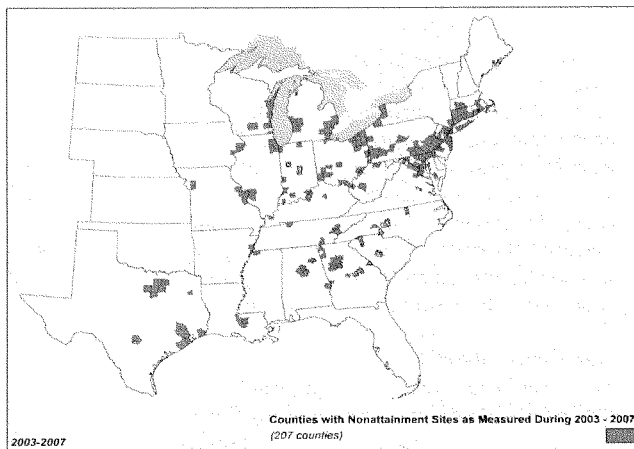 Counties with Nonattainment Sites as Measured During 2003 - 2007
(207 counties)
2003-2007